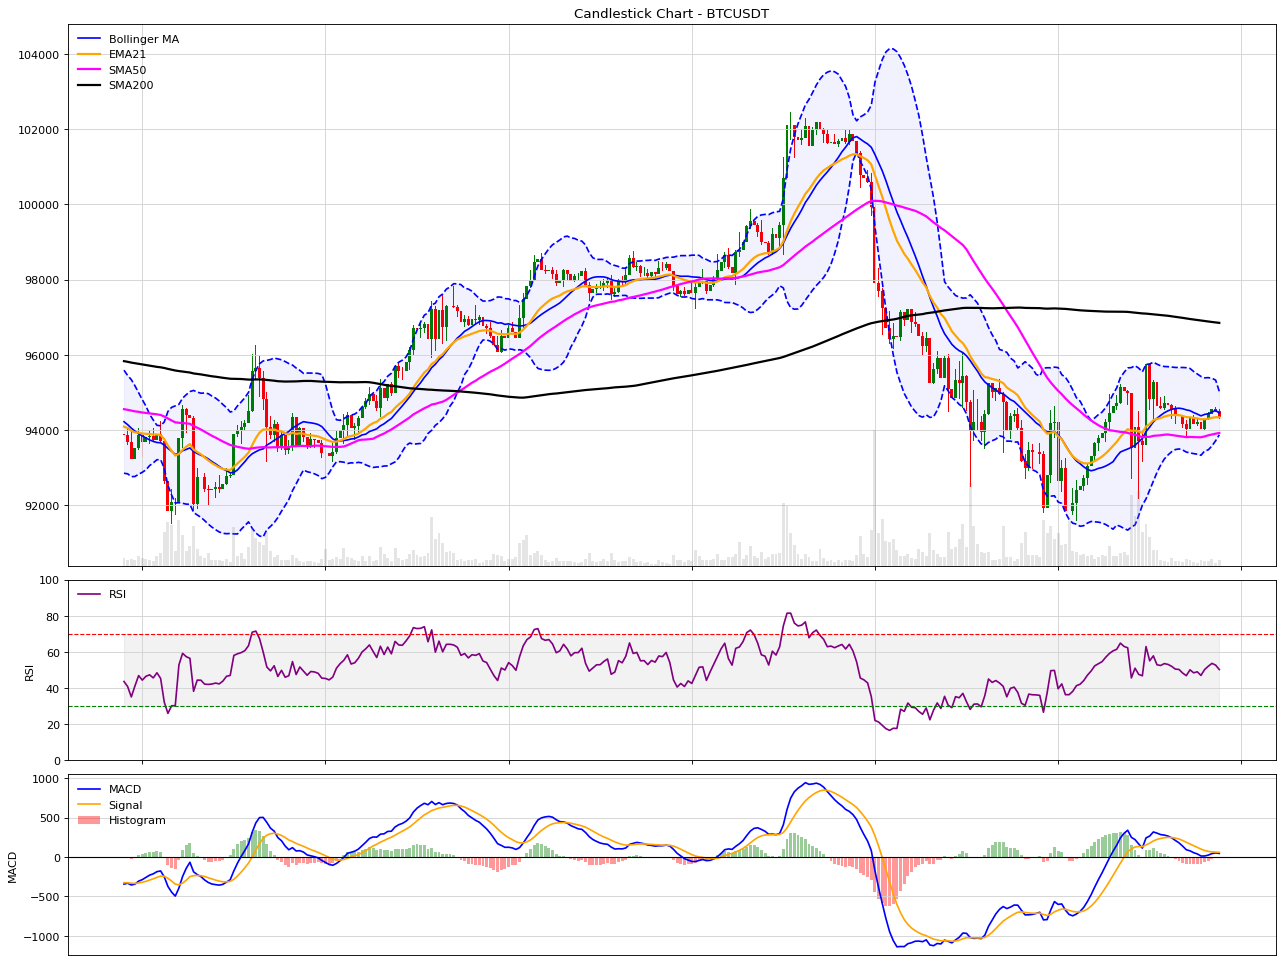 Candlestick Chart - BTCUSDT
Bollinger MA
EMA21
SMA50
SMA200
104000
102000
100000
98000
96000
94000
92000
RSI
100
80
60
40
20
0
RSI
MACD
Signal
Histogram
1000
500
0
−500
−1000
MACD